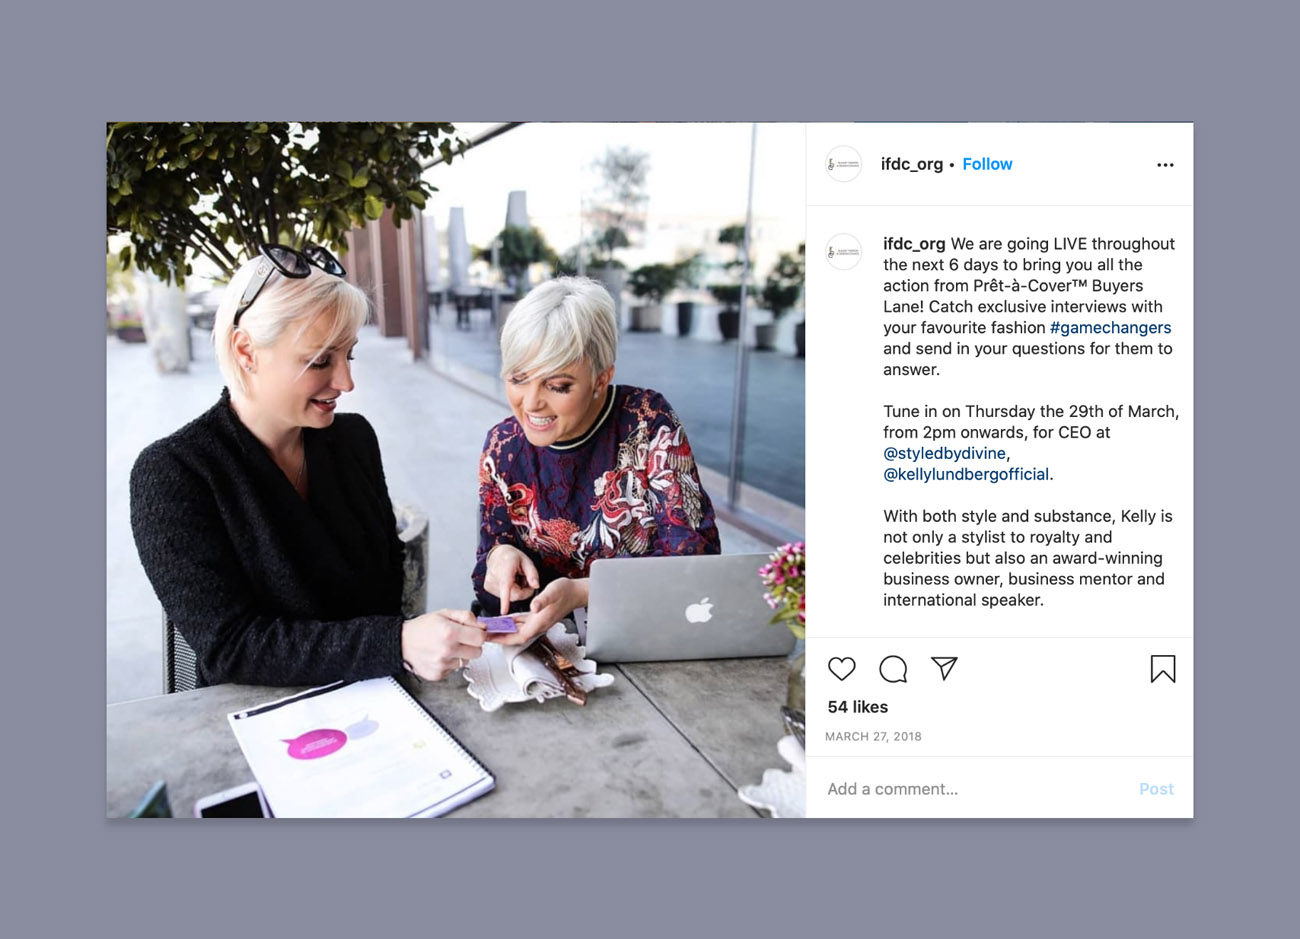 ifdc_org • Follow
ifdc_org We are going LIVE throughout
the next 6 days to bring you all the
action from Prêt-à-Cover™ Buyers
Lane! Catch exclusive interviews with
your favourite fashion #gamechangers
and send in your questions for them to
answer.
Tune in on Thursday the 29th of March,
from 2pm onwards, for CEO at
@styledbydivine,
@kellylundbergofficial.
With both style and substance, Kelly is
not only a stylist to royalty and
celebrities but also an award-winning
business owner, business mentor and
international speaker.
54 likes
MARCH 27, 2018
Add a comment... Post